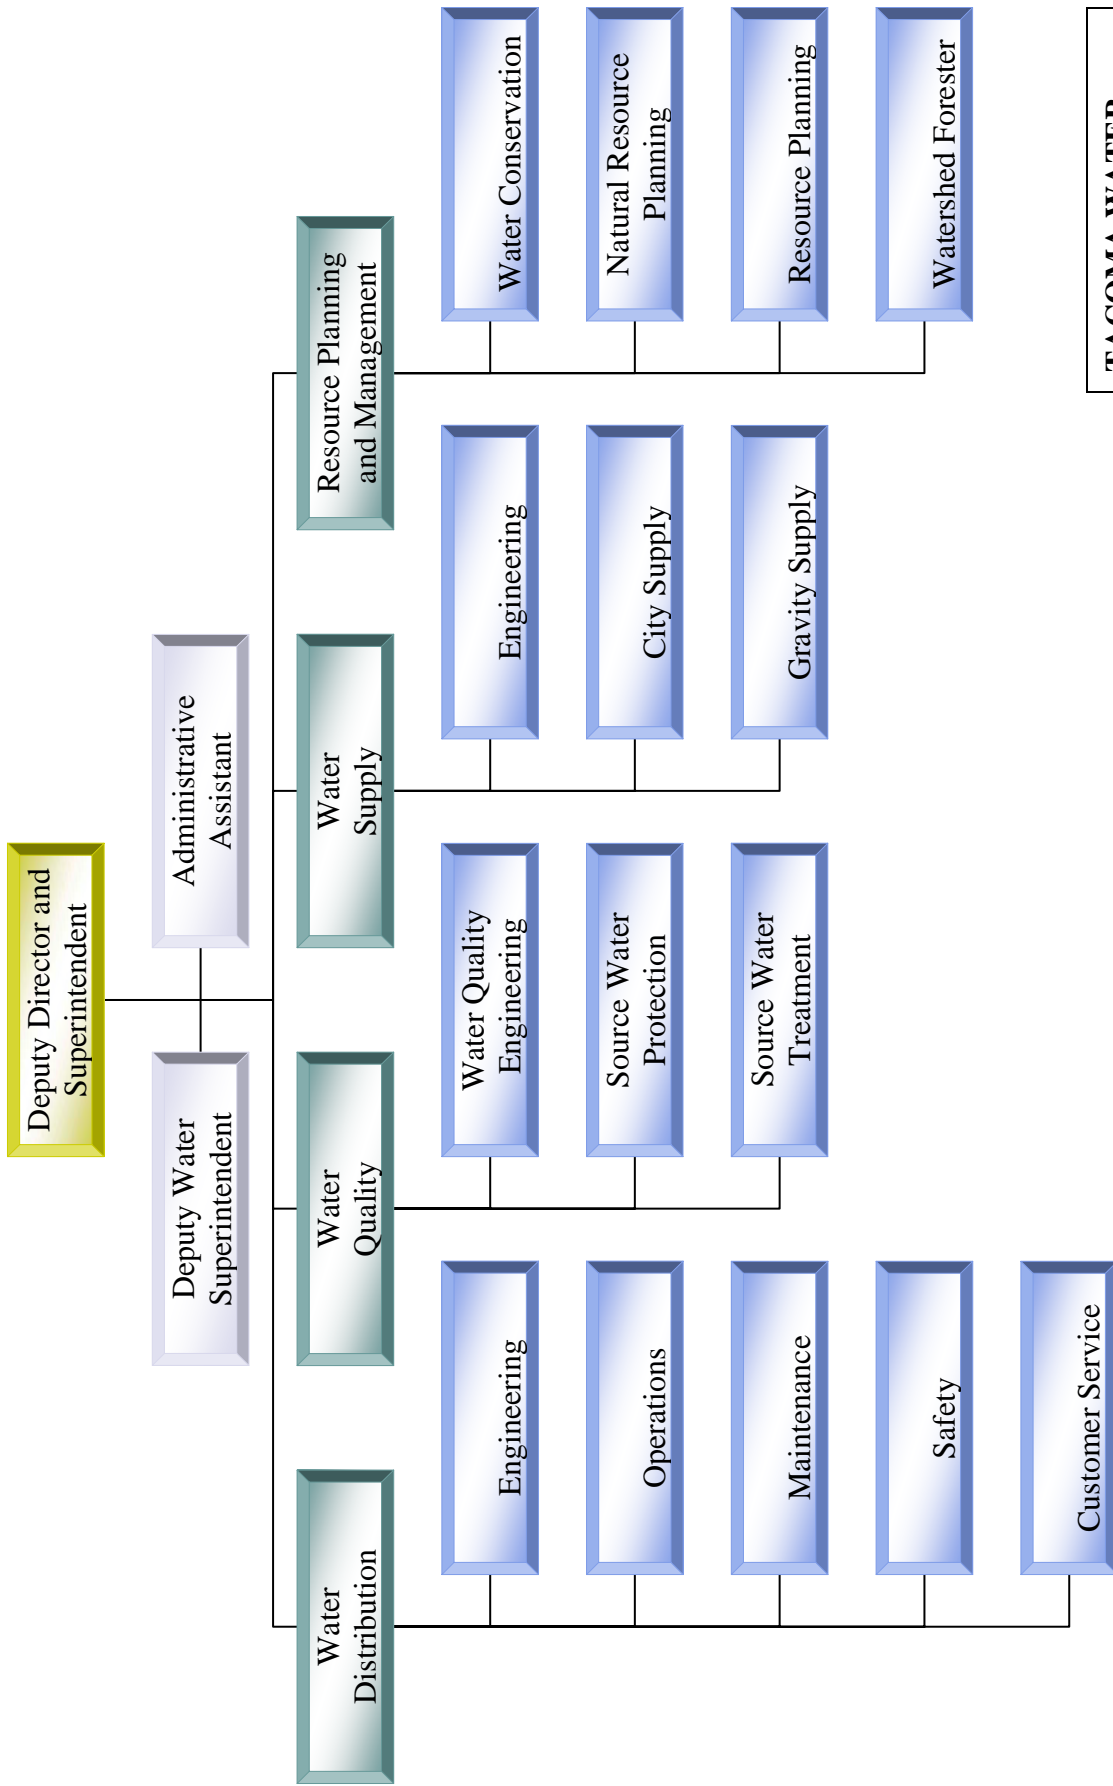 Deputy Director and
Superintendent
Deputy Water
Superintendent
Administrative
Assistant
Water
Distribution
Water
Quality
Water
Supply
Resource Planning
and Management
Engineering
Operations
Maintenance
Safety
Customer Service
Water Quality
Engineering
Source Water
Protection
Source Water
Treatment
Engineering
City Supply
Gravity Supply
Water Conservation
Natural Resource
Planning
Resource Planning
Watershed Forester
TACOMA WATER